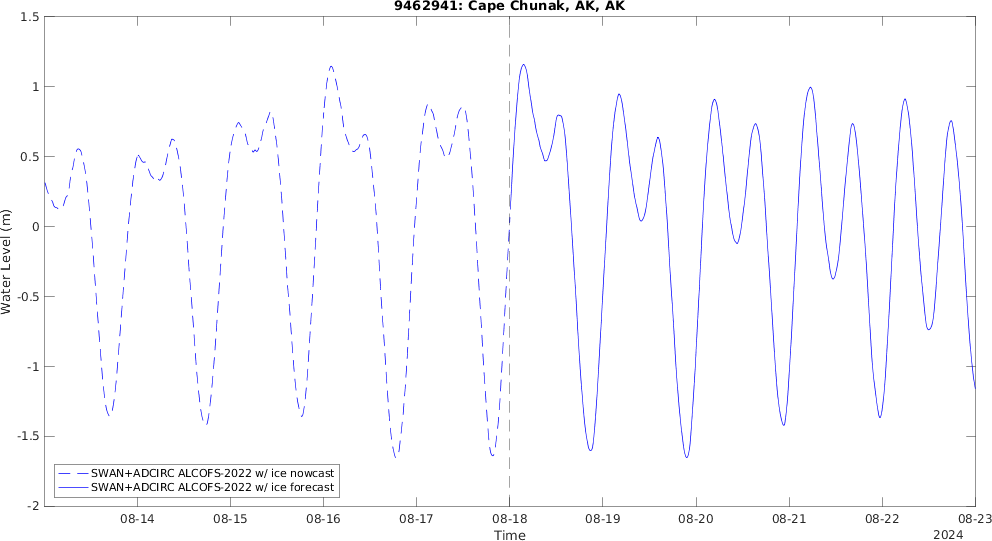 9462941: Cape Chunak, AK, AK
1.5
1
0.5
0
-0.5
-1
-1.5
-2
Water Level (m)
SWAN+ADCIRC ALCOFS-2022 w/ ice nowcast
SWAN+ADCIRC ALCOFS-2022 w/ ice forecast
08-14 08-15 08-16 08-17 08-18 08-19 08-20 08-21 08-22 08-23
Time
2024